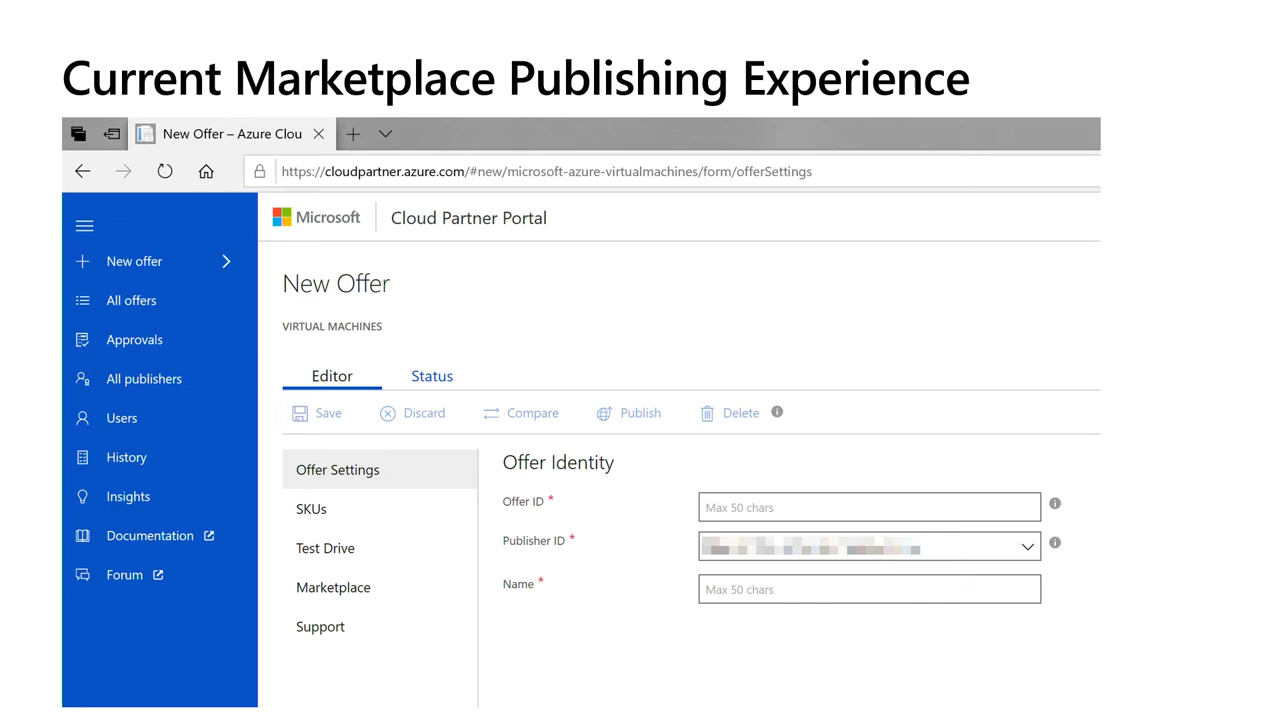 Current Marketplace Publishing Experience
New Offer – Azure Clou
https://cloudpartner.azure.com/#new/microsoft-azure-virtualmachines/form/offerSettings
Microsoft
Cloud Partner Portal
New offer
All offers
Approvals
All publishers
Users
History
Insights
Documentation
Forum
New Offer
VIRTUAL MACHINES
Editor
Status
Save
Discard
Compare
Publish
Delete
Offer Settings
SKUs
Test Drive
Marketplace
Support
Offer Identity
Offer ID *
Max 50 chars
Publisher ID *
Name *
Max 50 chars